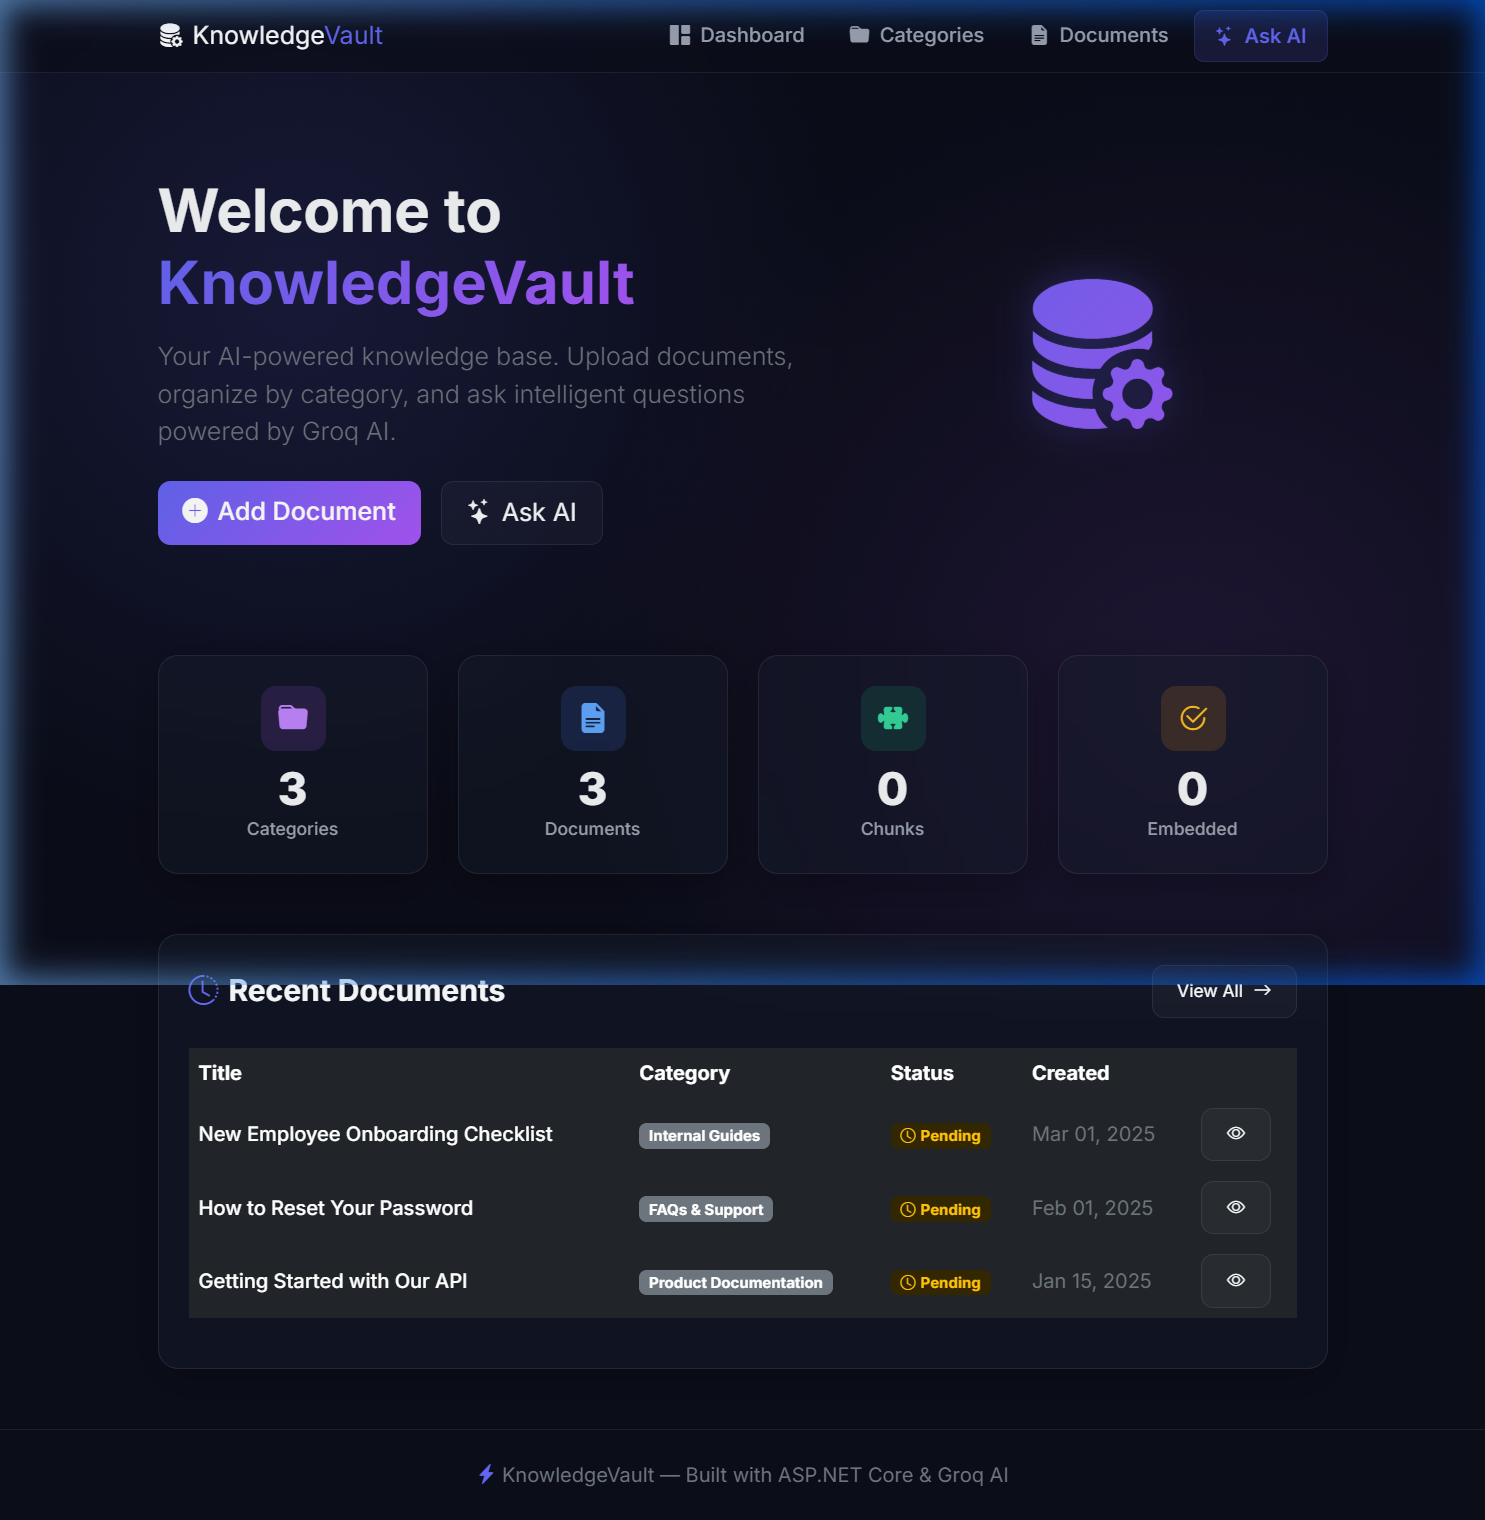 KnowledgeVault
Dashboard
Categories
Documents
Ask AI
Welcome to
KnowledgeVault
Your AI-powered knowledge base. Upload documents,
organize by category, and ask intelligent questions
powered by Groq AI.
Add Document
Ask AI
3
Categories
3
Documents
0
Chunks
0
Embedded
Recent Documents
View All →
Title Category Status Created
New Employee Onboarding Checklist Internal Guides Pending Mar 01, 2025
How to Reset Your Password FAQs & Support Pending Feb 01, 2025
Getting Started with Our API Product Documentation Pending Jan 15, 2025
KnowledgeVault — Built with ASP.NET Core & Groq AI